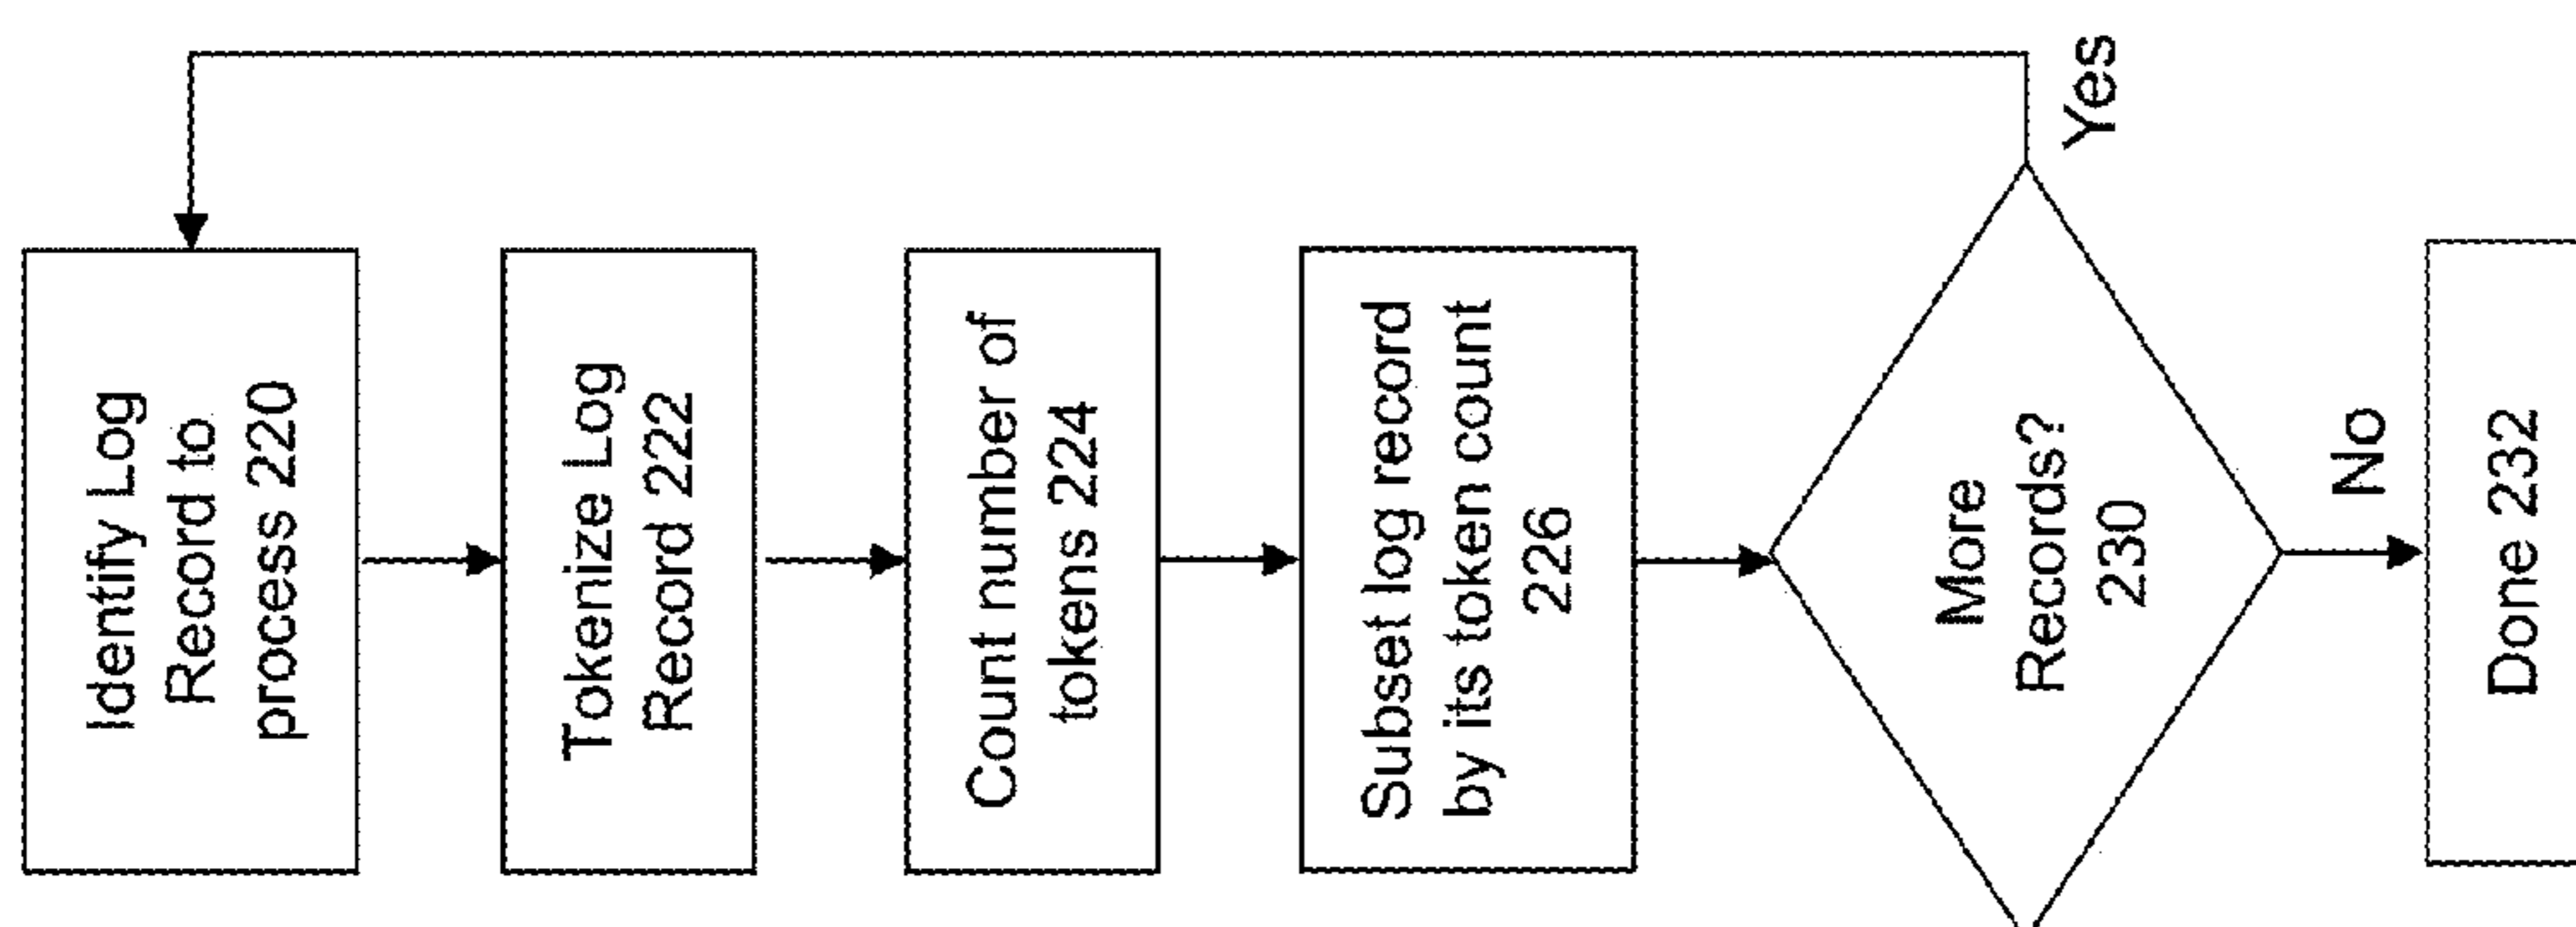 Identify Log
Record to
process 220
Tokenize Log
Record 222
Count number of
tokens 224
Subset log record
by its token count
226
More
Records?
230
Yes
No
Done 232